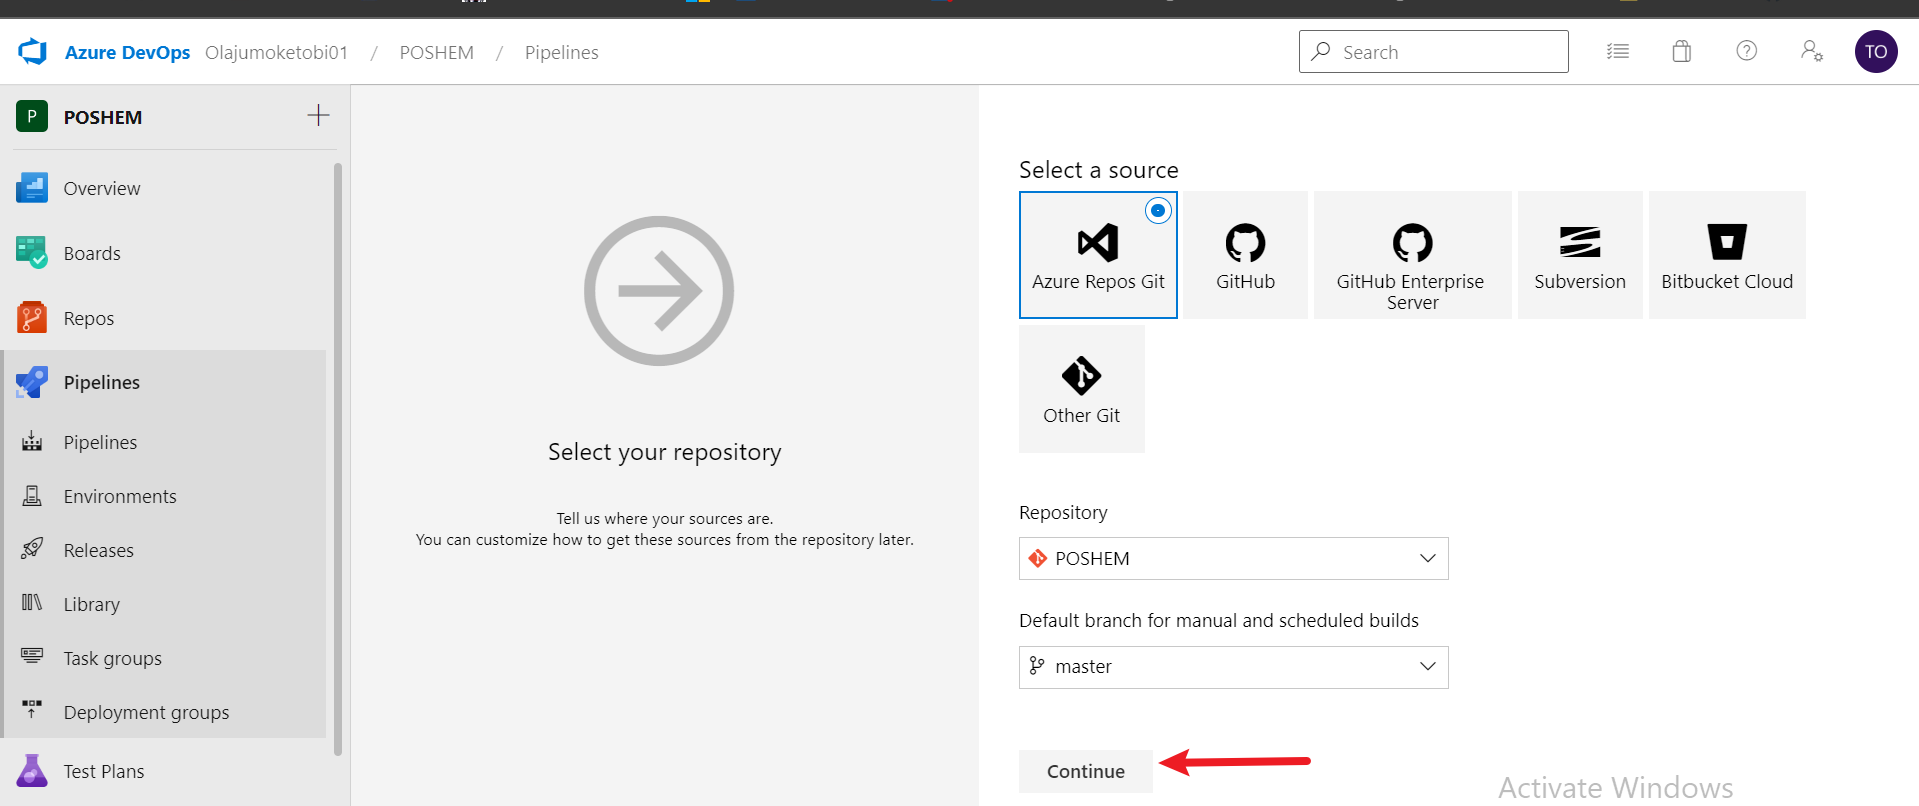 Azure DevOps Olajumoketobi01 / POSHEM / Pipelines
Search
TO
P POSHEM
Overview
Boards
Repos
Pipelines
Pipelines
Environments
Releases
Library
Task groups
Deployment groups
Test Plans
Select your repository
Tell us where your sources are.
You can customize how to get these sources from the repository later.
Select a source
Azure Repos Git
GitHub
GitHub Enterprise
Server
Subversion
Bitbucket Cloud
Other Git
Repository
POSHEM
Default branch for manual and scheduled builds
master
Continue
Activate Windows